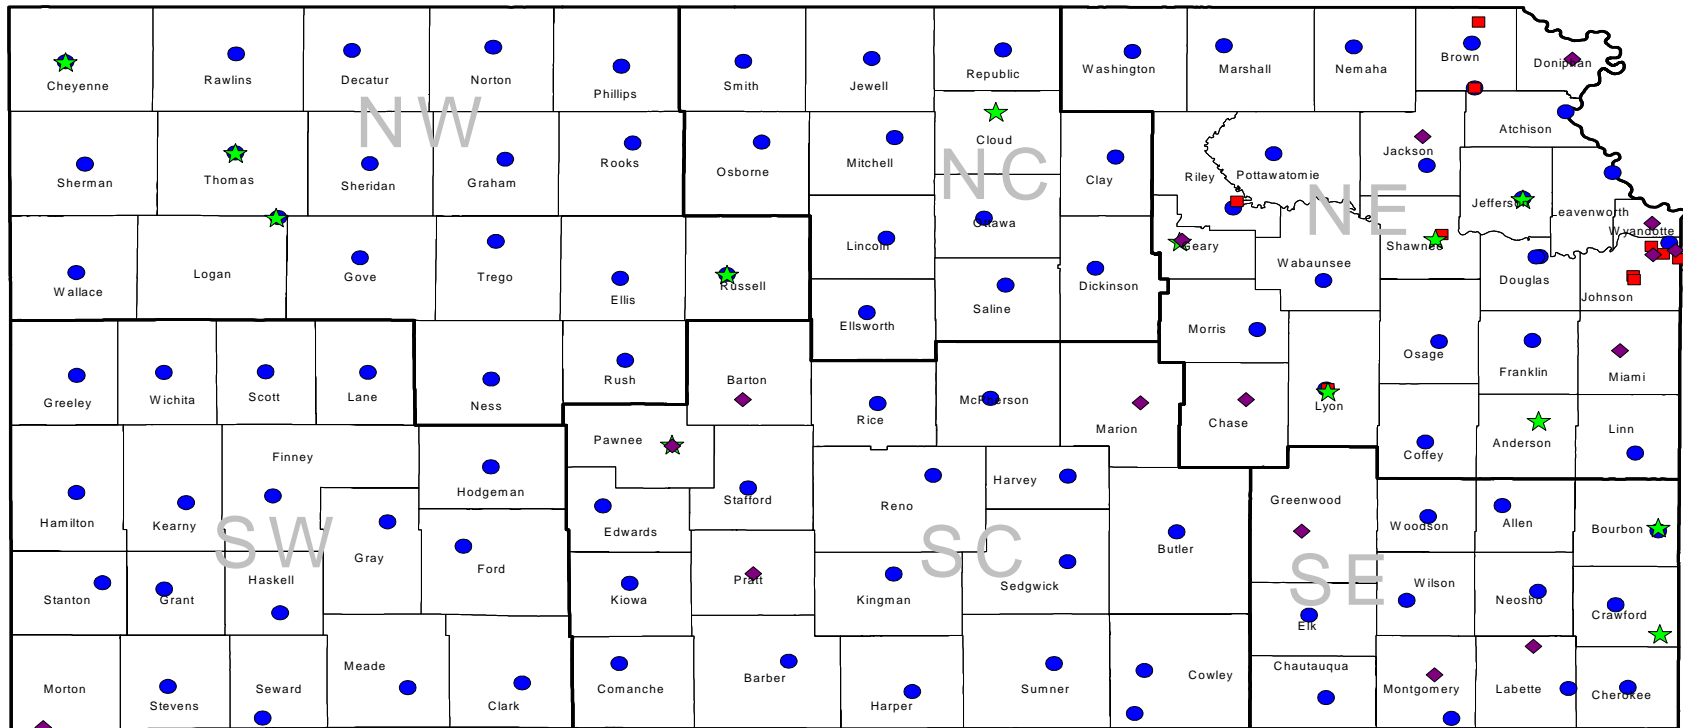 Cheyenne
Rawlins
Decatur
Norton
Phillips
Smith
Jewell
Republic
Washington
Marshall
Nemaha
Brown
Doniphan
NW
Sherman
Thomas
Sheridan
Graham
Rooks
Osborne
Mitchell
Cloud
NC
Clay
Riley
Pottawatomie
NE
Jackson
Atchison
Jefferson
Leavenworth
Wyandotte
Wallace
Logan
Gove
Trego
Ellis
Russell
Lincoln
Ottawa
Saline
Dickinson
Geary
Wabaunsee
Shawnee
Douglas
Johnson
Ellsworth
Morris
Greeley
Wichita
Scott
Lane
Ness
Rush
Barton
Rice
McPherson
Marion
Chase
Lyon
Osage
Franklin
Miami
Coffey
Anderson
Linn
Pawnee
Finney
Hodgeman
Stafford
Reno
Harvey
Hamilton
Kearny
SW
Gray
Ford
Edwards
SC
Butler
Greenwood
SE
Woodson
Allen
Bourbon
Stanton
Grant
Haskell
Kiowa
Pratt
Kingman
Sedgwick
Elk
Wilson
Neosho
Crawford
Morton
Stevens
Seward
Meade
Clark
Comanche
Barber
Harper
Sumner
Cowley
Chautauqua
Montgomery
Labette
Cherokee